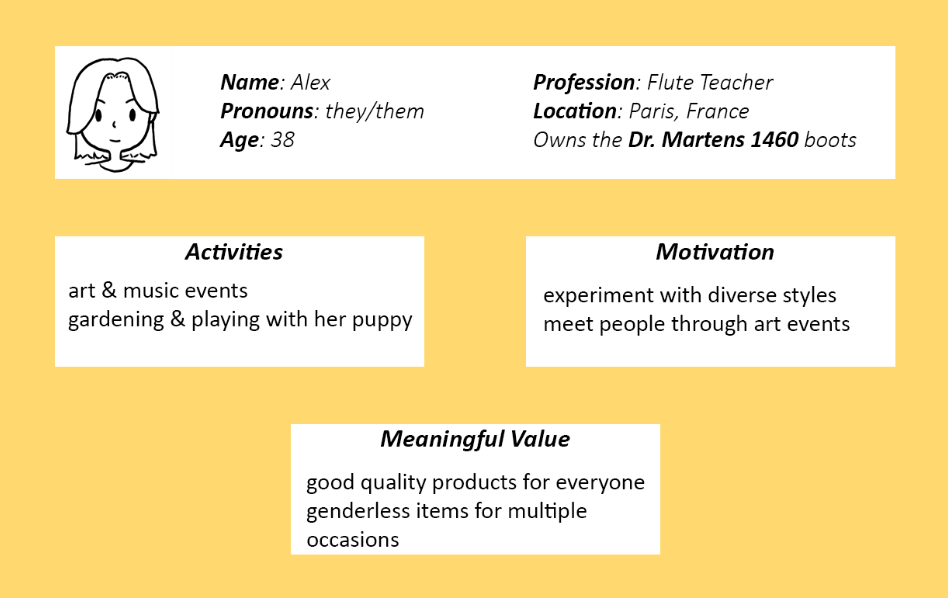 Name: Alex
Pronouns: they/them
Age: 38
Profession: Flute Teacher
Location: Paris, France
Owns the Dr. Martens 1460 boots
Activities
art & music events
gardening & playing with her puppy
Motivation
experiment with diverse styles
meet people through art events
Meaningful Value
good quality products for everyone
genderless items for multiple
occasions